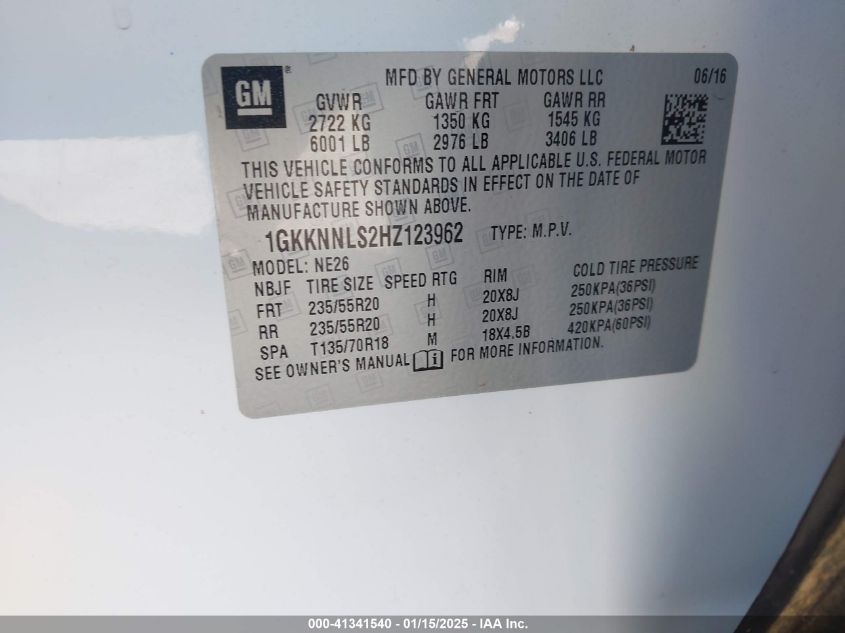 GM ®
MFD BY GENERAL MOTORS LLC 06/16
GVWR GAWR FRT GAWR RR
2722 KG 1350 KG 1545 KG
6001 LB 2976 LB 3406 LB
THIS VEHICLE CONFORMS TO ALL APPLICABLE U.S. FEDERAL MOTOR
VEHICLE SAFETY STANDARDS IN EFFECT ON THE DATE OF
MANUFACTURE SHOWN ABOVE.
1GKKNNLS2HZ123962 TYPE: M.P.V.
MODEL: NE26
NBJF TIRE SIZE SPEED RTG RIM COLD TIRE PRESSURE
FRT 235/55R20 H 20X8J 250KPA(36PSI)
RR 235/55R20 H 20X8J 250KPA(36PSI)
SPA T135/70R18 M 18X4.5B 420KPA(60PSI)
SEE OWNER'S MANUAL i FOR MORE INFORMATION.
000-41341540 - 01/15/2025 - IAA Inc.